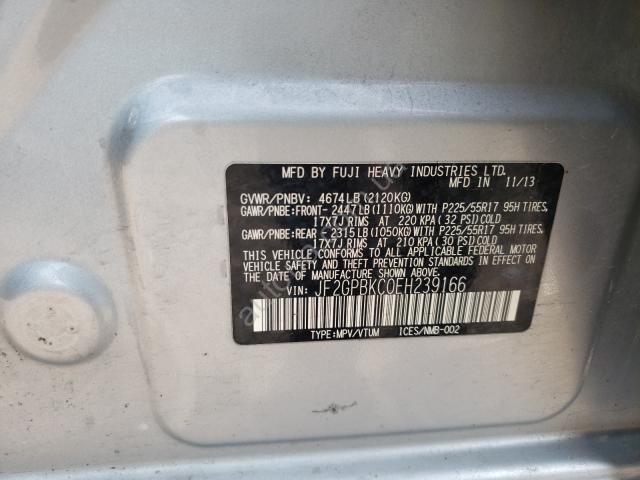 MFD BY FUJI HEAVY INDUSTRIES LTD.
MFD IN 11/13
GVWR/PNBV: 4674LB (2120KG)
GAWR/PNBE:FRONT- 2447LB (1110KG) WITH P225/55R17 95H TIRES,
17X7J RIMS AT 220 KPA (32 PSI) COLD
GAWR/PNBE:REAR - 2315LB (1050KG) WITH P225/55R17 95H TIRES,
17X7J RIMS AT 210 KPA (30 PSI) COLD
THIS VEHICLE CONFORMS TO ALL APPLICABLE FEDERAL MOTOR
VEHICLE SAFETY AND THEFT PREVENTION STANDARDS IN EFFECT
ON THE DATE OF MANUFACTURE SHOWN ABOVE.
VIN: JF2GPBKC0EH239166
TYPE:MPV/VTUM ICES/NMB-002